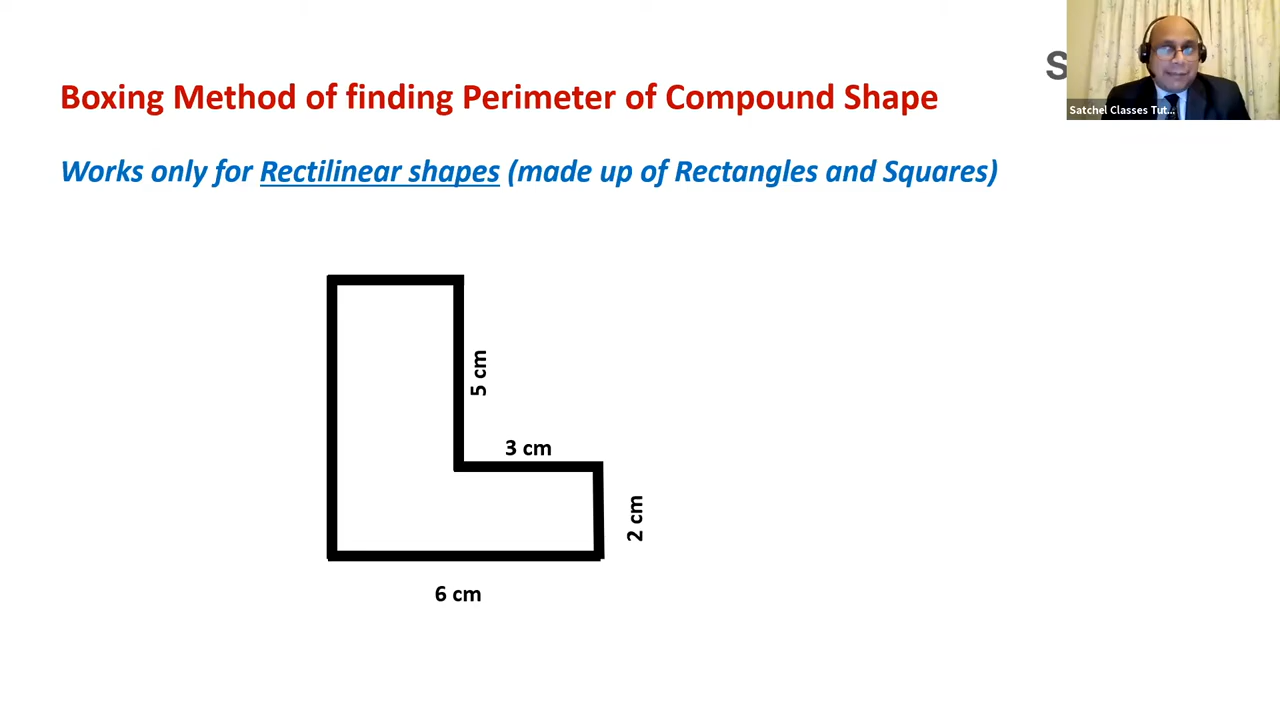 S
Satchel Classes Tut...
Boxing Method of finding Perimeter of Compound Shape
Works only for Rectilinear shapes (made up of Rectangles and Squares)
5 cm
3 cm
2 cm
6 cm